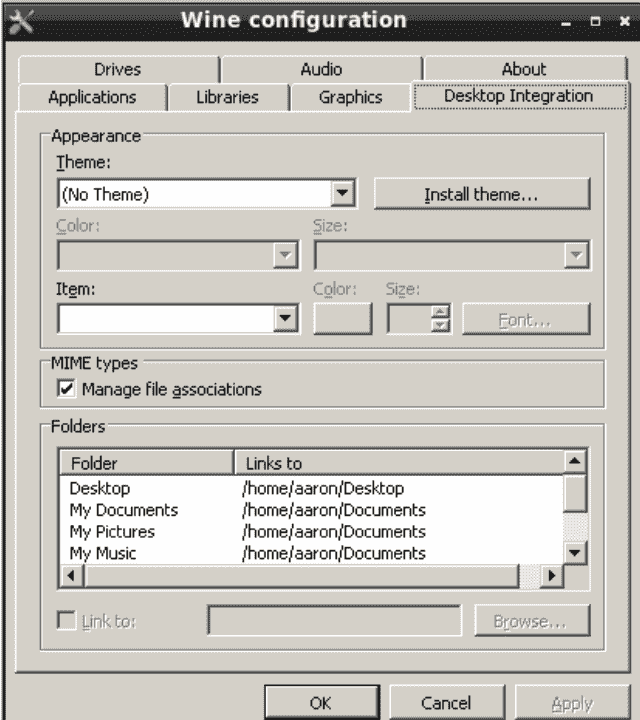 Wine configuration
Drives Audio About
Applications Libraries Graphics Desktop Integration
Appearance
Theme:
(No Theme) Install theme...
Color: Size:
Item: Color: Size:
Font...
MIME types
Manage file associations
Folders
Folder Links to
Desktop /home/aaron/Desktop
My Documents /home/aaron/Documents
My Pictures /home/aaron/Documents
My Music /home/aaron/Documents
Link to: Browse...
OK Cancel Apply